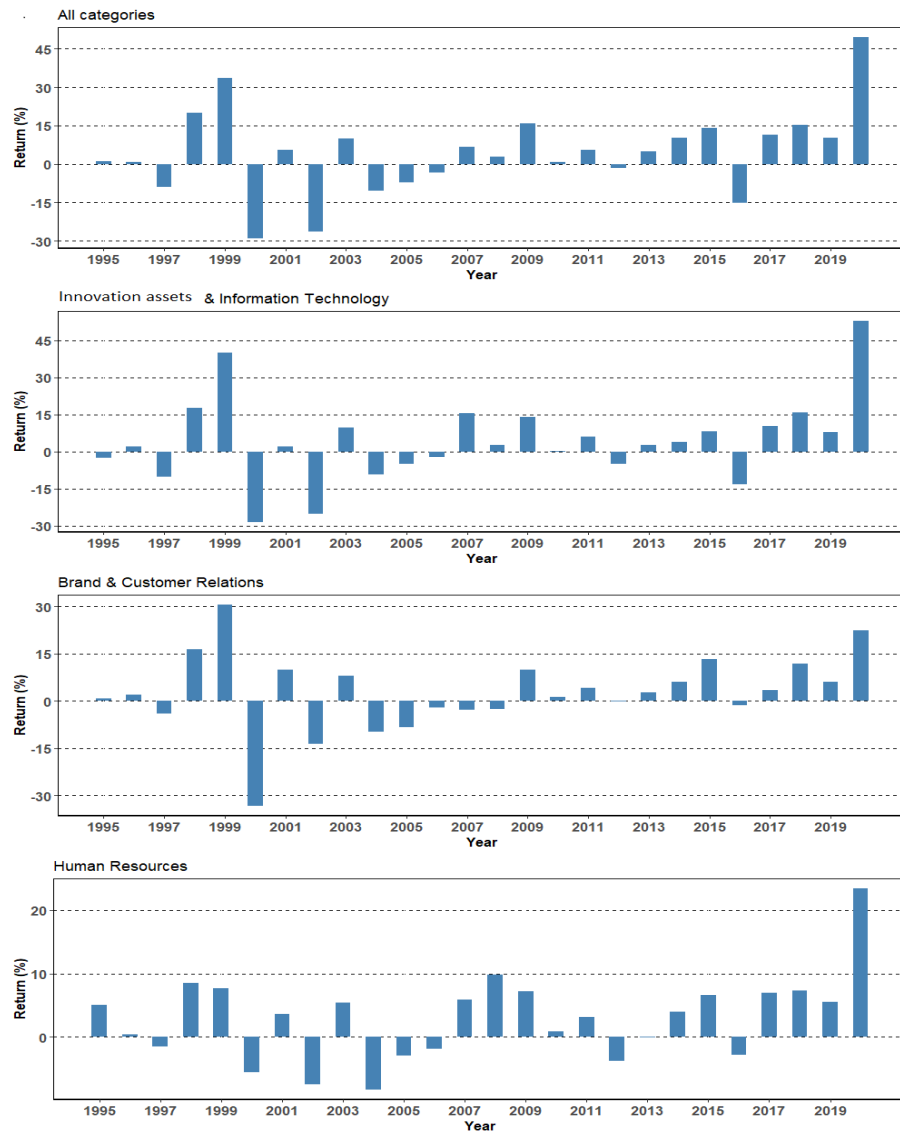 .
All categories
45
30
15
0
-15
-30
Return (%)
1995 1997 1999 2001 2003 2005 2007 2009 2011 2013 2015 2017 2019
Year
Innovation assets & Information Technology
45
30
15
0
-15
-30
Return (%)
1995 1997 1999 2001 2003 2005 2007 2009 2011 2013 2015 2017 2019
Year
Brand & Customer Relations
30
15
0
-15
-30
Return (%)
1995 1997 1999 2001 2003 2005 2007 2009 2011 2013 2015 2017 2019
Year
Human Resources
20
10
0
Return (%)
1995 1997 1999 2001 2003 2005 2007 2009 2011 2013 2015 2017 2019
Year